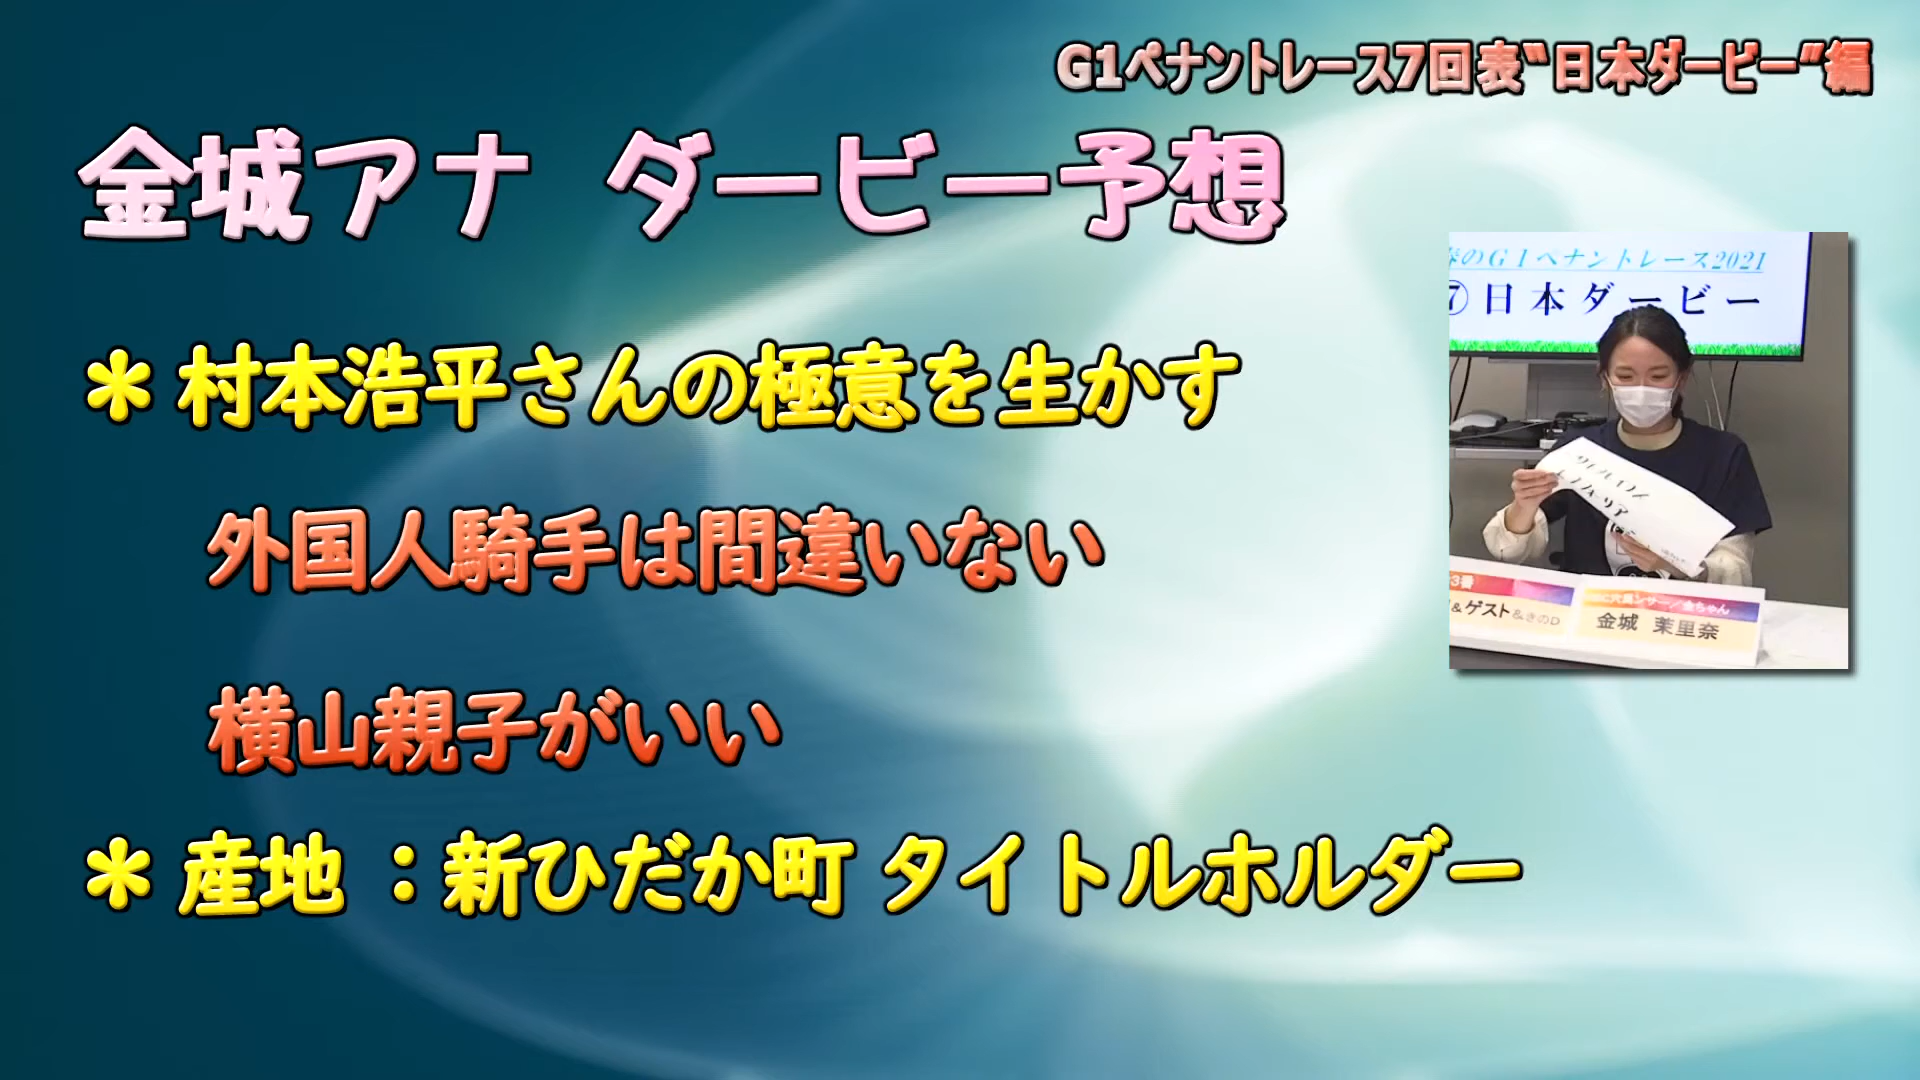 G1ペナントレース7回表“日本ダービー”編
金城アナ ダービー予想
＊ 村本浩平さんの極意を生かす
外国人騎手は間違いない
横山親子がいい
＊ 産地 ：新ひだか町 タイトルホルダー
春のGⅠペナントレース2021
⑦日本ダービー
&ゲスト&きのD
金城 茉里奈